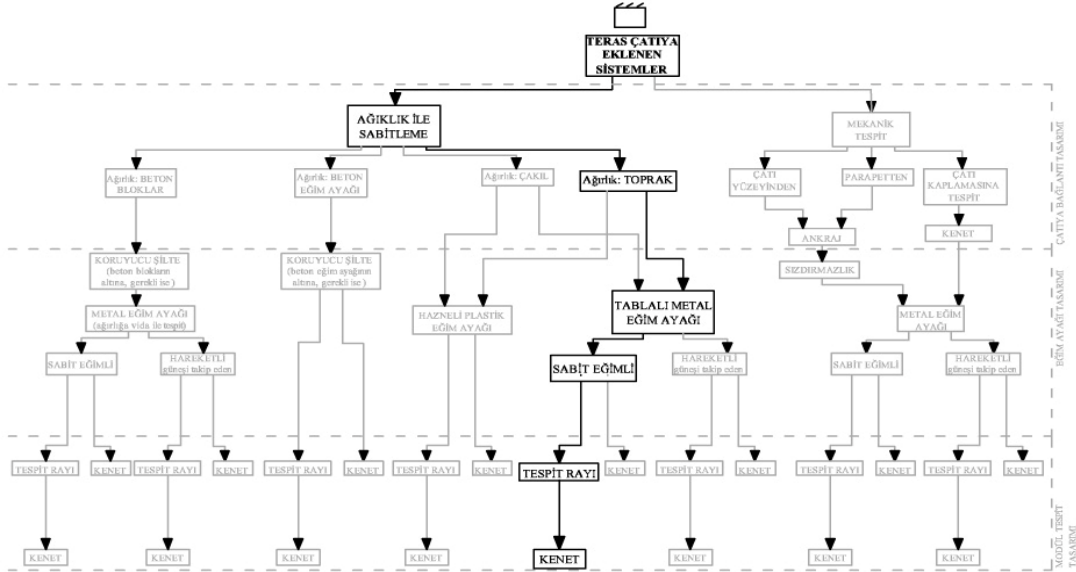 TERAS ÇATIYA
EKLENEN
SİSTEMLER
AĞIKLIK İLE
SABİTLEME
MEKANİK
TESPİT
Ağırlık: BETON
BLOKLAR
Ağırlık: BETON
EĞİM AYAĞI
Ağırlık: ÇAKIL
Ağırlık: TOPRAK
ÇATI
YÜZEYİNDEN
PARAPETTEN
ÇATI
KAPLAMASINA
TESPİT
ANKRAJ
KENET
ÇATIYA BAĞLANTI TASARIMI
KORUYUCU ŞİLTE
(beton blokların
altına, gerekli ise)
KORUYUCU ŞİLTE
(beton eğim ayağının
altına, gerekli ise)
SIZDIRMAZLIK
METAL EĞİM AYAĞI
(ağırlığa vida ile tespit)
HAZNELİ PLASTİK
EĞİM AYAĞI
TABLALI METAL
EĞİM AYAĞI
METAL EĞİM
AYAĞI
SABİT EĞİMLİ
HAREKETLİ
güneşi takip eden
SABİT EĞİMLİ
HAREKETLİ
güneşi takip eden
SABİT EĞİMLİ
HAREKETLİ
güneşi takip eden
EĞİM AYAĞI TASARIMI
TESPİT RAYI
KENET
TESPİT RAYI
KENET
TESPİT RAYI
KENET
TESPİT RAYI
KENET
TESPİT RAYI
KENET
TESPİT RAYI
KENET
TESPİT RAYI
KENET
TESPİT RAYI
KENET
KENET
KENET
KENET
KENET
KENET
KENET
KENET
KENET
MODÜL TESPİT
TASARIMI